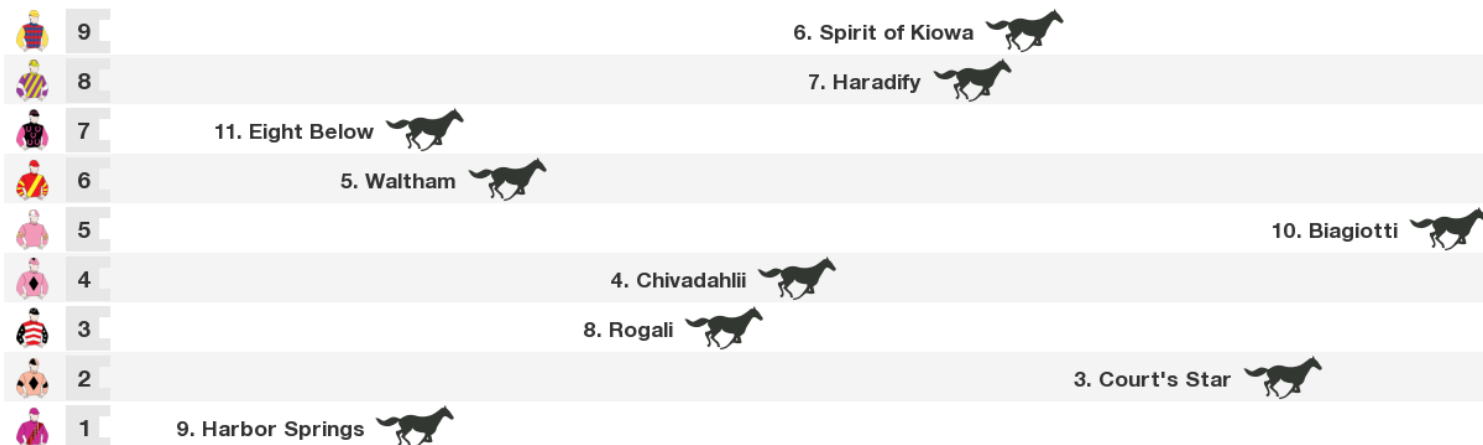 9 6. Spirit of Kiowa
8 7. Haradify
7 11. Eight Below
6 5. Waltham
5 10. Biagiotti
4 4. Chivadahlii
3 8. Rogali
2 3. Court's Star
1 9. Harbor Springs